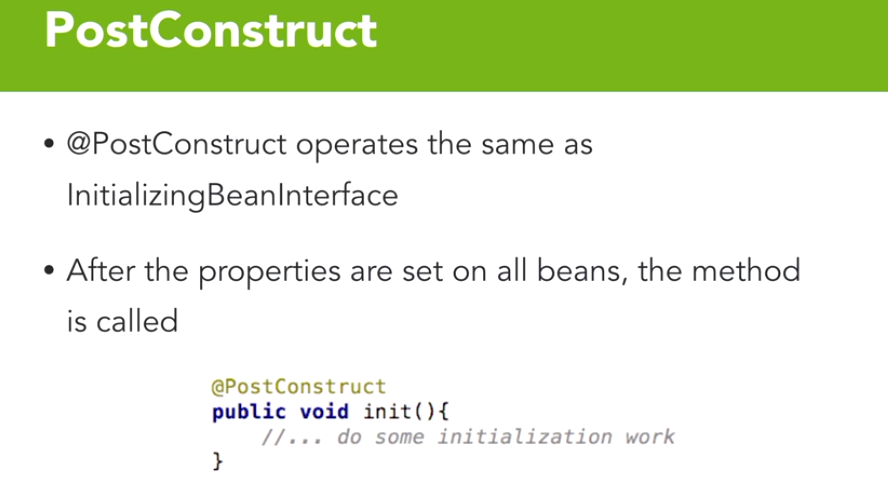 PostConstruct
• @PostConstruct operates the same as
InitializingBeanInterface
• After the properties are set on all beans, the method
is called
@PostConstruct
public void init(){
//... do some initialization work
}